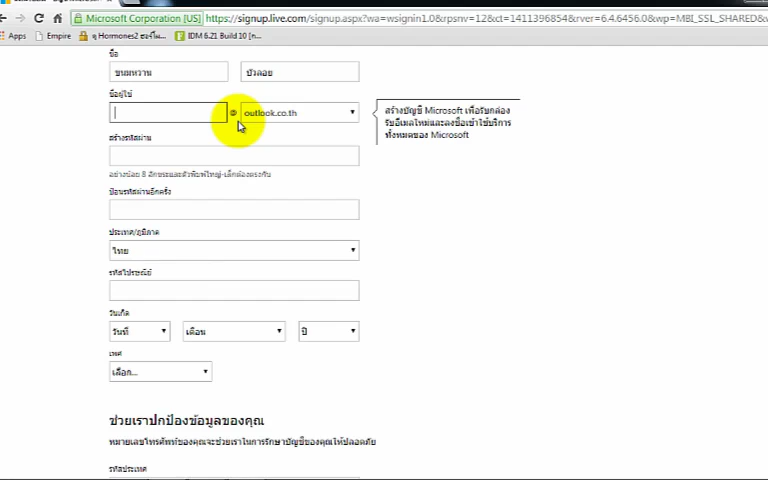 Microsoft Corporation [US] https://signup.live.com/signup.aspx?wa=wsignin1.0&rpsnv=12&ct=1411396854&rver=6.4.6456.0&wp=MBI_SSL_SHARED&
Apps Empire ดู Hormones2 IDM 6.21 Build 10 [ก...
ชื่อ
ขนมหวาน บัวลอย
ชื่อผู้ใช้
@ outlook.co.th
สร้างบัญชี Microsoft เพื่อรับกล่อง
รับอีเมลใหม่และลงชื่อเข้าใช้บริการ
ทั้งหมดของ Microsoft
สร้างรหัสผ่าน
อย่างน้อย 8 อักขระและตัวพิมพ์ใหญ่-เล็กต้องตรงกัน
ป้อนรหัสผ่านอีกครั้ง
ประเทศ/ภูมิภาค
ไทย
รหัสไปรษณีย์
วันเกิด
วันที่ เดือน ปี
เพศ
เลือก...
ช่วยเราปกป้องข้อมูลของคุณ
หมายเลขโทรศัพท์ของคุณจะช่วยเราในการรักษาบัญชีของคุณให้ปลอดภัย
รหัสประเทศ